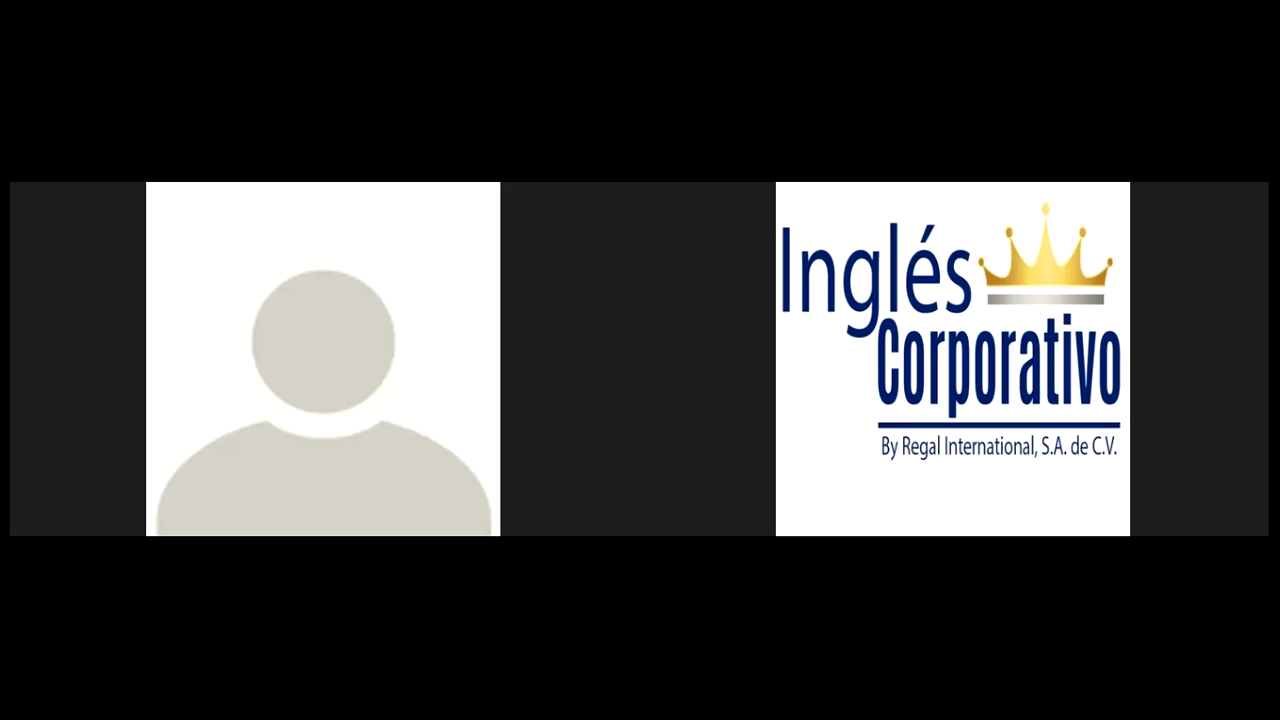 Inglés
Corporativo
By Regal International, S.A. de C.V.